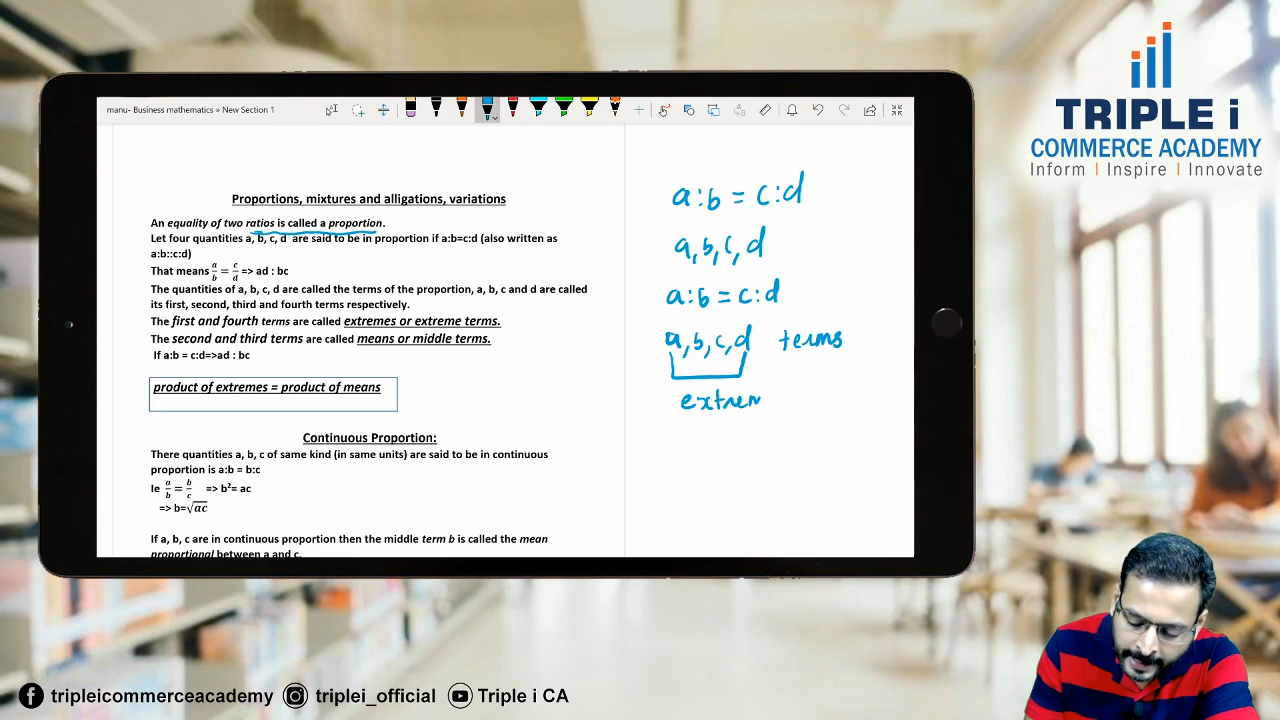 manu- Business mathematics » New Section 1
Proportions, mixtures and alligations, variations
An equality of two ratios is called a proportion.
Let four quantities a, b, c, d are said to be in proportion if a:b=c:d (also written as
a:b::c:d)
That means a/b = c/d => ad : bc
The quantities of a, b, c, d are called the terms of the proportion, a, b, c and d are called
its first, second, third and fourth terms respectively.
The first and fourth terms are called extremes or extreme terms.
The second and third terms are called means or middle terms.
If a:b = c:d=>ad : bc
product of extremes = product of means
Continuous Proportion:
There quantities a, b, c of same kind (in same units) are said to be in continuous
proportion is a:b = b:c
Ie a/b = b/c => b²= ac
=> b=√ac
If a, b, c are in continuous proportion then the middle term b is called the mean
proportional between a and c.
a:b = c:d
a, b, c, d
a:b = c:d
a, b, c, d terms
extrem
TRIPLE i
COMMERCE ACADEMY
Inform | Inspire | Innovate
tripleicommerceacademy
triplei_official
Triple i CA